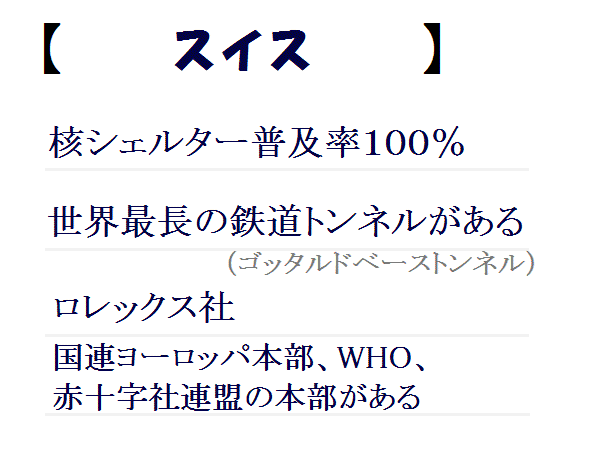 【 スイス 】
核シェルター普及率100%
世界最長の鉄道トンネルがある
(ゴッタルドベーストンネル)
ロレックス社
国連ヨーロッパ本部、WHO、
赤十字社連盟の本部がある